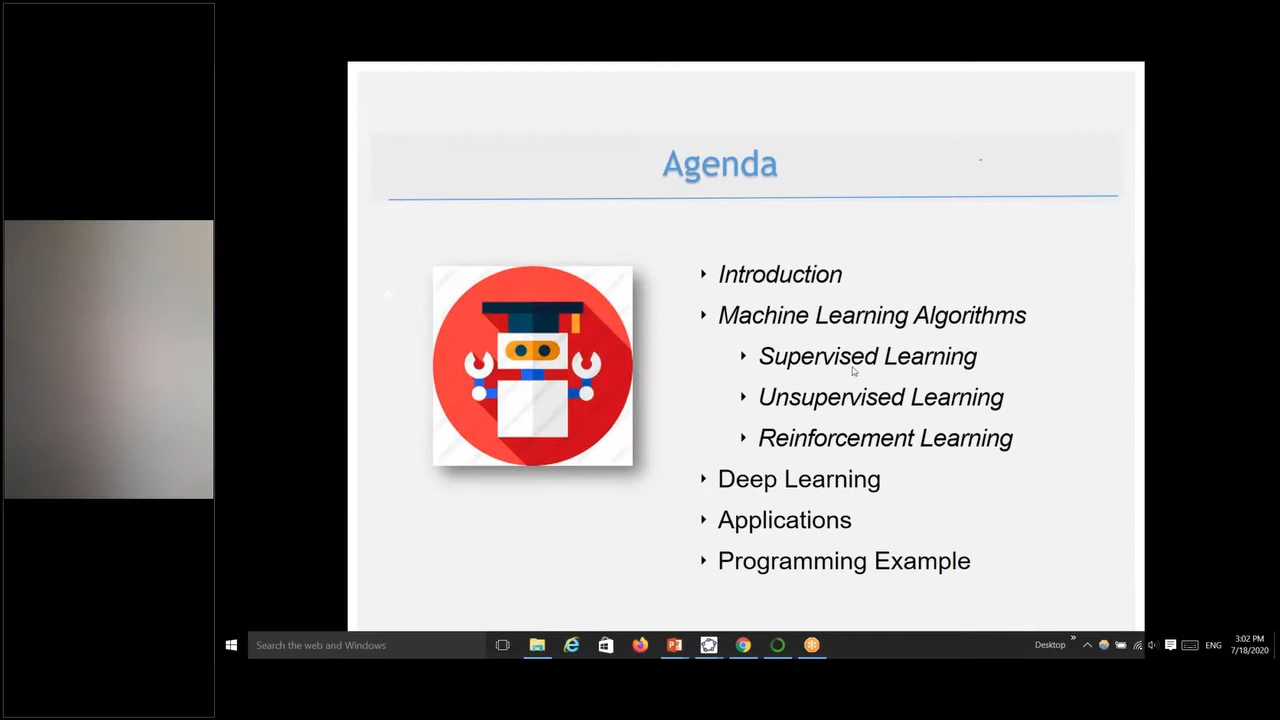 Agenda
Introduction
Machine Learning Algorithms
Supervised Learning
Unsupervised Learning
Reinforcement Learning
Deep Learning
Applications
Programming Example
Search the web and Windows
Desktop
ENG
3:02 PM
7/18/2020